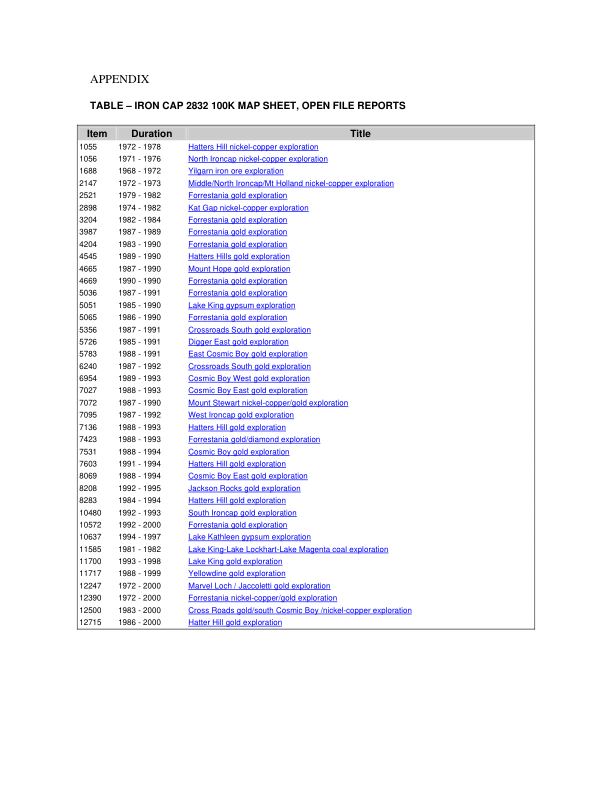 APPENDIX
TABLE – IRON CAP 2832 100K MAP SHEET, OPEN FILE REPORTS
Item Duration Title
1055 1972 - 1978 Hatters Hill nickel-copper exploration
1056 1971 - 1976 North Ironcap nickel-copper exploration
1688 1968 - 1972 Yilgarn iron ore exploration
2147 1972 - 1973 Middle/North Ironcap/Mt Holland nickel-copper exploration
2521 1979 - 1982 Forrestania gold exploration
2898 1974 - 1982 Kat Gap nickel-copper exploration
3204 1982 - 1984 Forrestania gold exploration
3987 1987 - 1989 Forrestania gold exploration
4204 1983 - 1990 Forrestania gold exploration
4545 1989 - 1990 Hatters Hills gold exploration
4665 1987 - 1990 Mount Hope gold exploration
4669 1990 - 1990 Forrestania gold exploration
5036 1987 - 1991 Forrestania gold exploration
5051 1985 - 1990 Lake King gypsum exploration
5065 1986 - 1990 Forrestania gold exploration
5356 1987 - 1991 Crossroads South gold exploration
5726 1985 - 1991 Digger East gold exploration
5783 1988 - 1991 East Cosmic Boy gold exploration
6240 1987 - 1992 Crossroads South gold exploration
6954 1989 - 1993 Cosmic Boy West gold exploration
7027 1988 - 1993 Cosmic Boy East gold exploration
7072 1987 - 1990 Mount Stewart nickel-copper/gold exploration
7095 1987 - 1992 West Ironcap gold exploration
7136 1988 - 1993 Hatters Hill gold exploration
7423 1988 - 1993 Forrestania gold/diamond exploration
7531 1988 - 1994 Cosmic Boy gold exploration
7603 1991 - 1994 Hatters Hill gold exploration
8069 1988 - 1994 Cosmic Boy East gold exploration
8208 1992 - 1995 Jackson Rocks gold exploration
8283 1984 - 1994 Hatters Hill gold exploration
10480 1992 - 1993 South Ironcap gold exploration
10572 1992 - 2000 Forrestania gold exploration
10637 1994 - 1997 Lake Kathleen gypsum exploration
11585 1981 - 1982 Lake King-Lake Lockhart-Lake Magenta coal exploration
11700 1993 - 1998 Lake King gold exploration
11717 1988 - 1999 Yellowdine gold exploration
12247 1972 - 2000 Marvel Loch / Jaccoletti gold exploration
12390 1972 - 2000 Forrestania nickel-copper/gold exploration
12500 1983 - 2000 Cross Roads gold/south Cosmic Boy /nickel-copper exploration
12715 1986 - 2000 Hatter Hill gold exploration